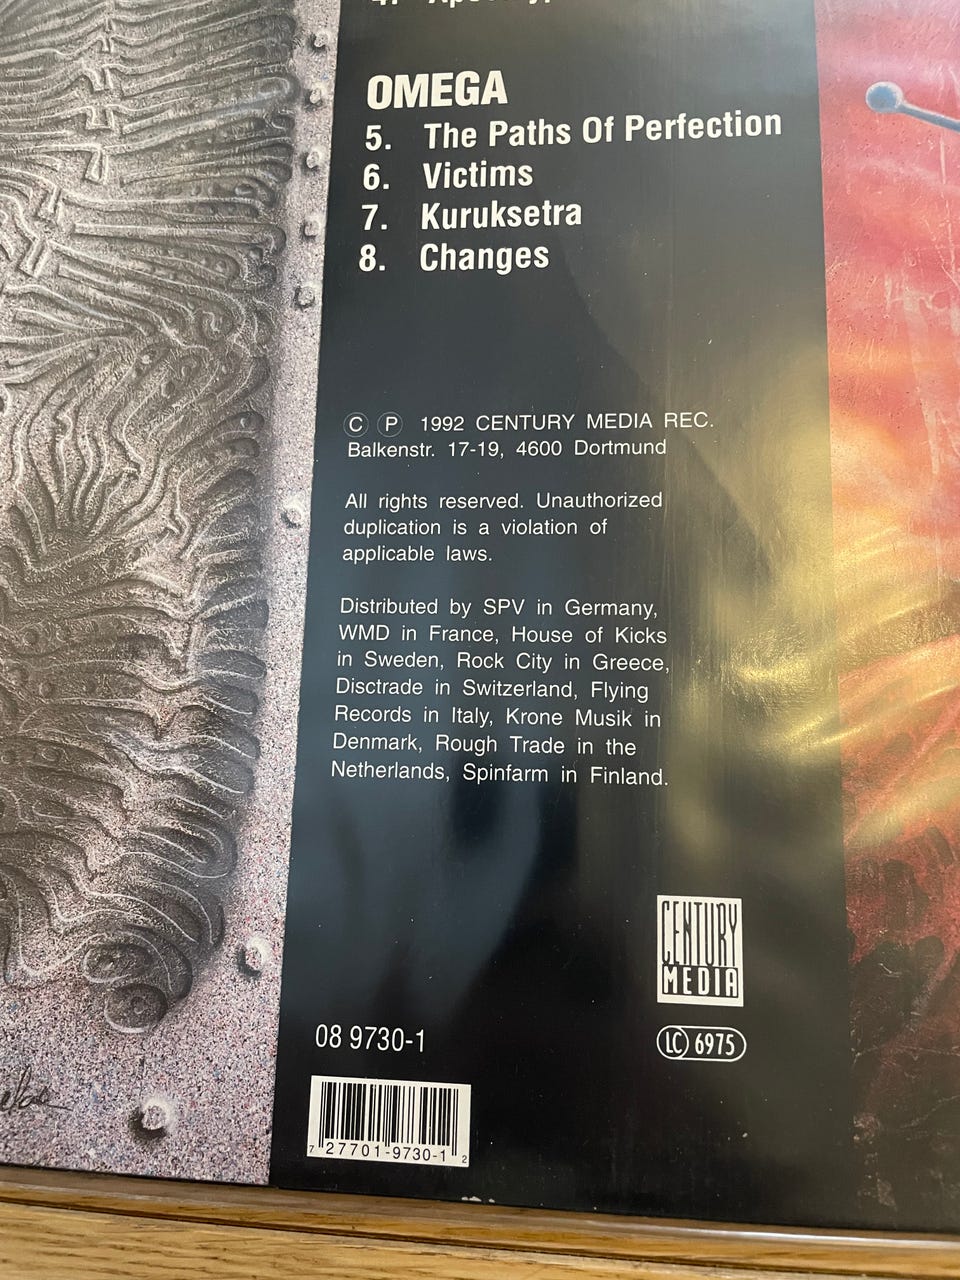 OMEGA
5. The Paths Of Perfection
6. Victims
7. Kuruksetra
8. Changes
Ⓒ Ⓟ 1992 CENTURY MEDIA REC.
Balkenstr. 17-19, 4600 Dortmund
All rights reserved. Unauthorized
duplication is a violation of
applicable laws.
Distributed by SPV in Germany,
WMD in France, House of Kicks
in Sweden, Rock City in Greece,
Disctrade in Switzerland, Flying
Records in Italy, Krone Musik in
Denmark, Rough Trade in the
Netherlands, Spinfarm in Finland.
CENTURY
MEDIA
08 9730-1
LC 6975
7 27701-9730-1 2